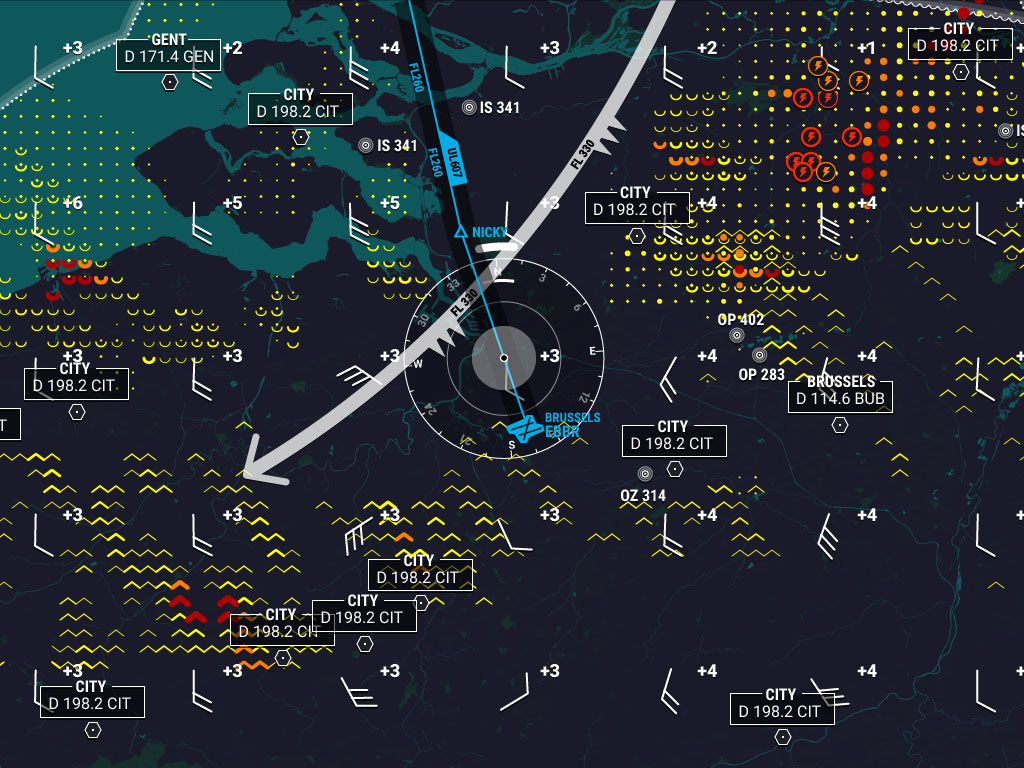 +3
GENT
D 171.4 GEN
+2
+4
+3
+2
+1
CITY
D 198.2 CIT
FL260
CITY
D 198.2 CIT
IS 341
IS 341
FL260
UL607
FL 330
+6
+5
+5
+3
CITY
D 198.2 CIT
+4
+4
NICKY
N
3
6
33
30
FL 330
OP 402
+3
+3
+3
W
+3
E
+4
+4
CITY
D 198.2 CIT
OP 283
BRUSSELS
D 114.6 BUB
24
12
BRUSSELS
EBBR
S
CITY
D 198.2 CIT
OZ 314
+3
+3
+3
+3
+4
+4
CITY
D 198.2 CIT
CITY
D 198.2 CIT
CITY
D 198.2 CIT
+3
+3
+3
+3
+4
+4
CITY
D 198.2 CIT
CITY
D 198.2 CIT